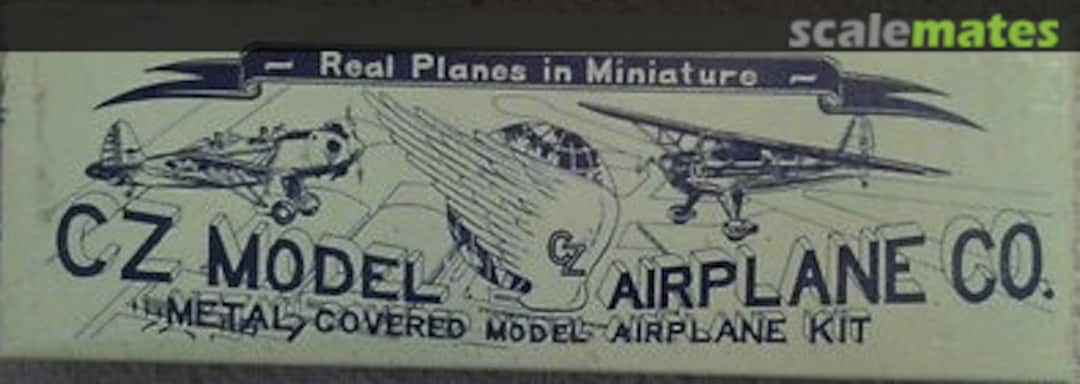 scalemates
Real Planes in Miniature
CZ
CZ MODEL AIRPLANE CO.
METAL COVERED MODEL AIRPLANE KIT